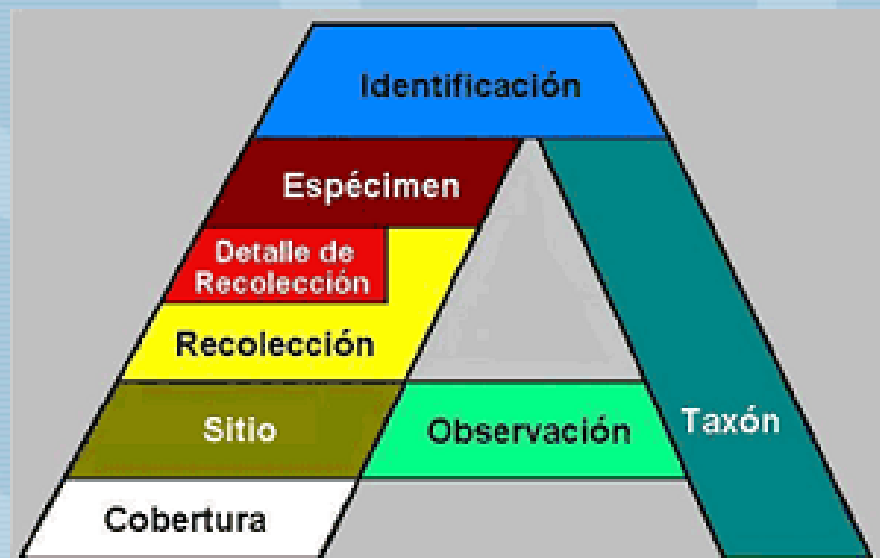 Identificación
Espécimen
Detalle de
Recolección
Recolección
Sitio
Observación
Taxón
Cobertura